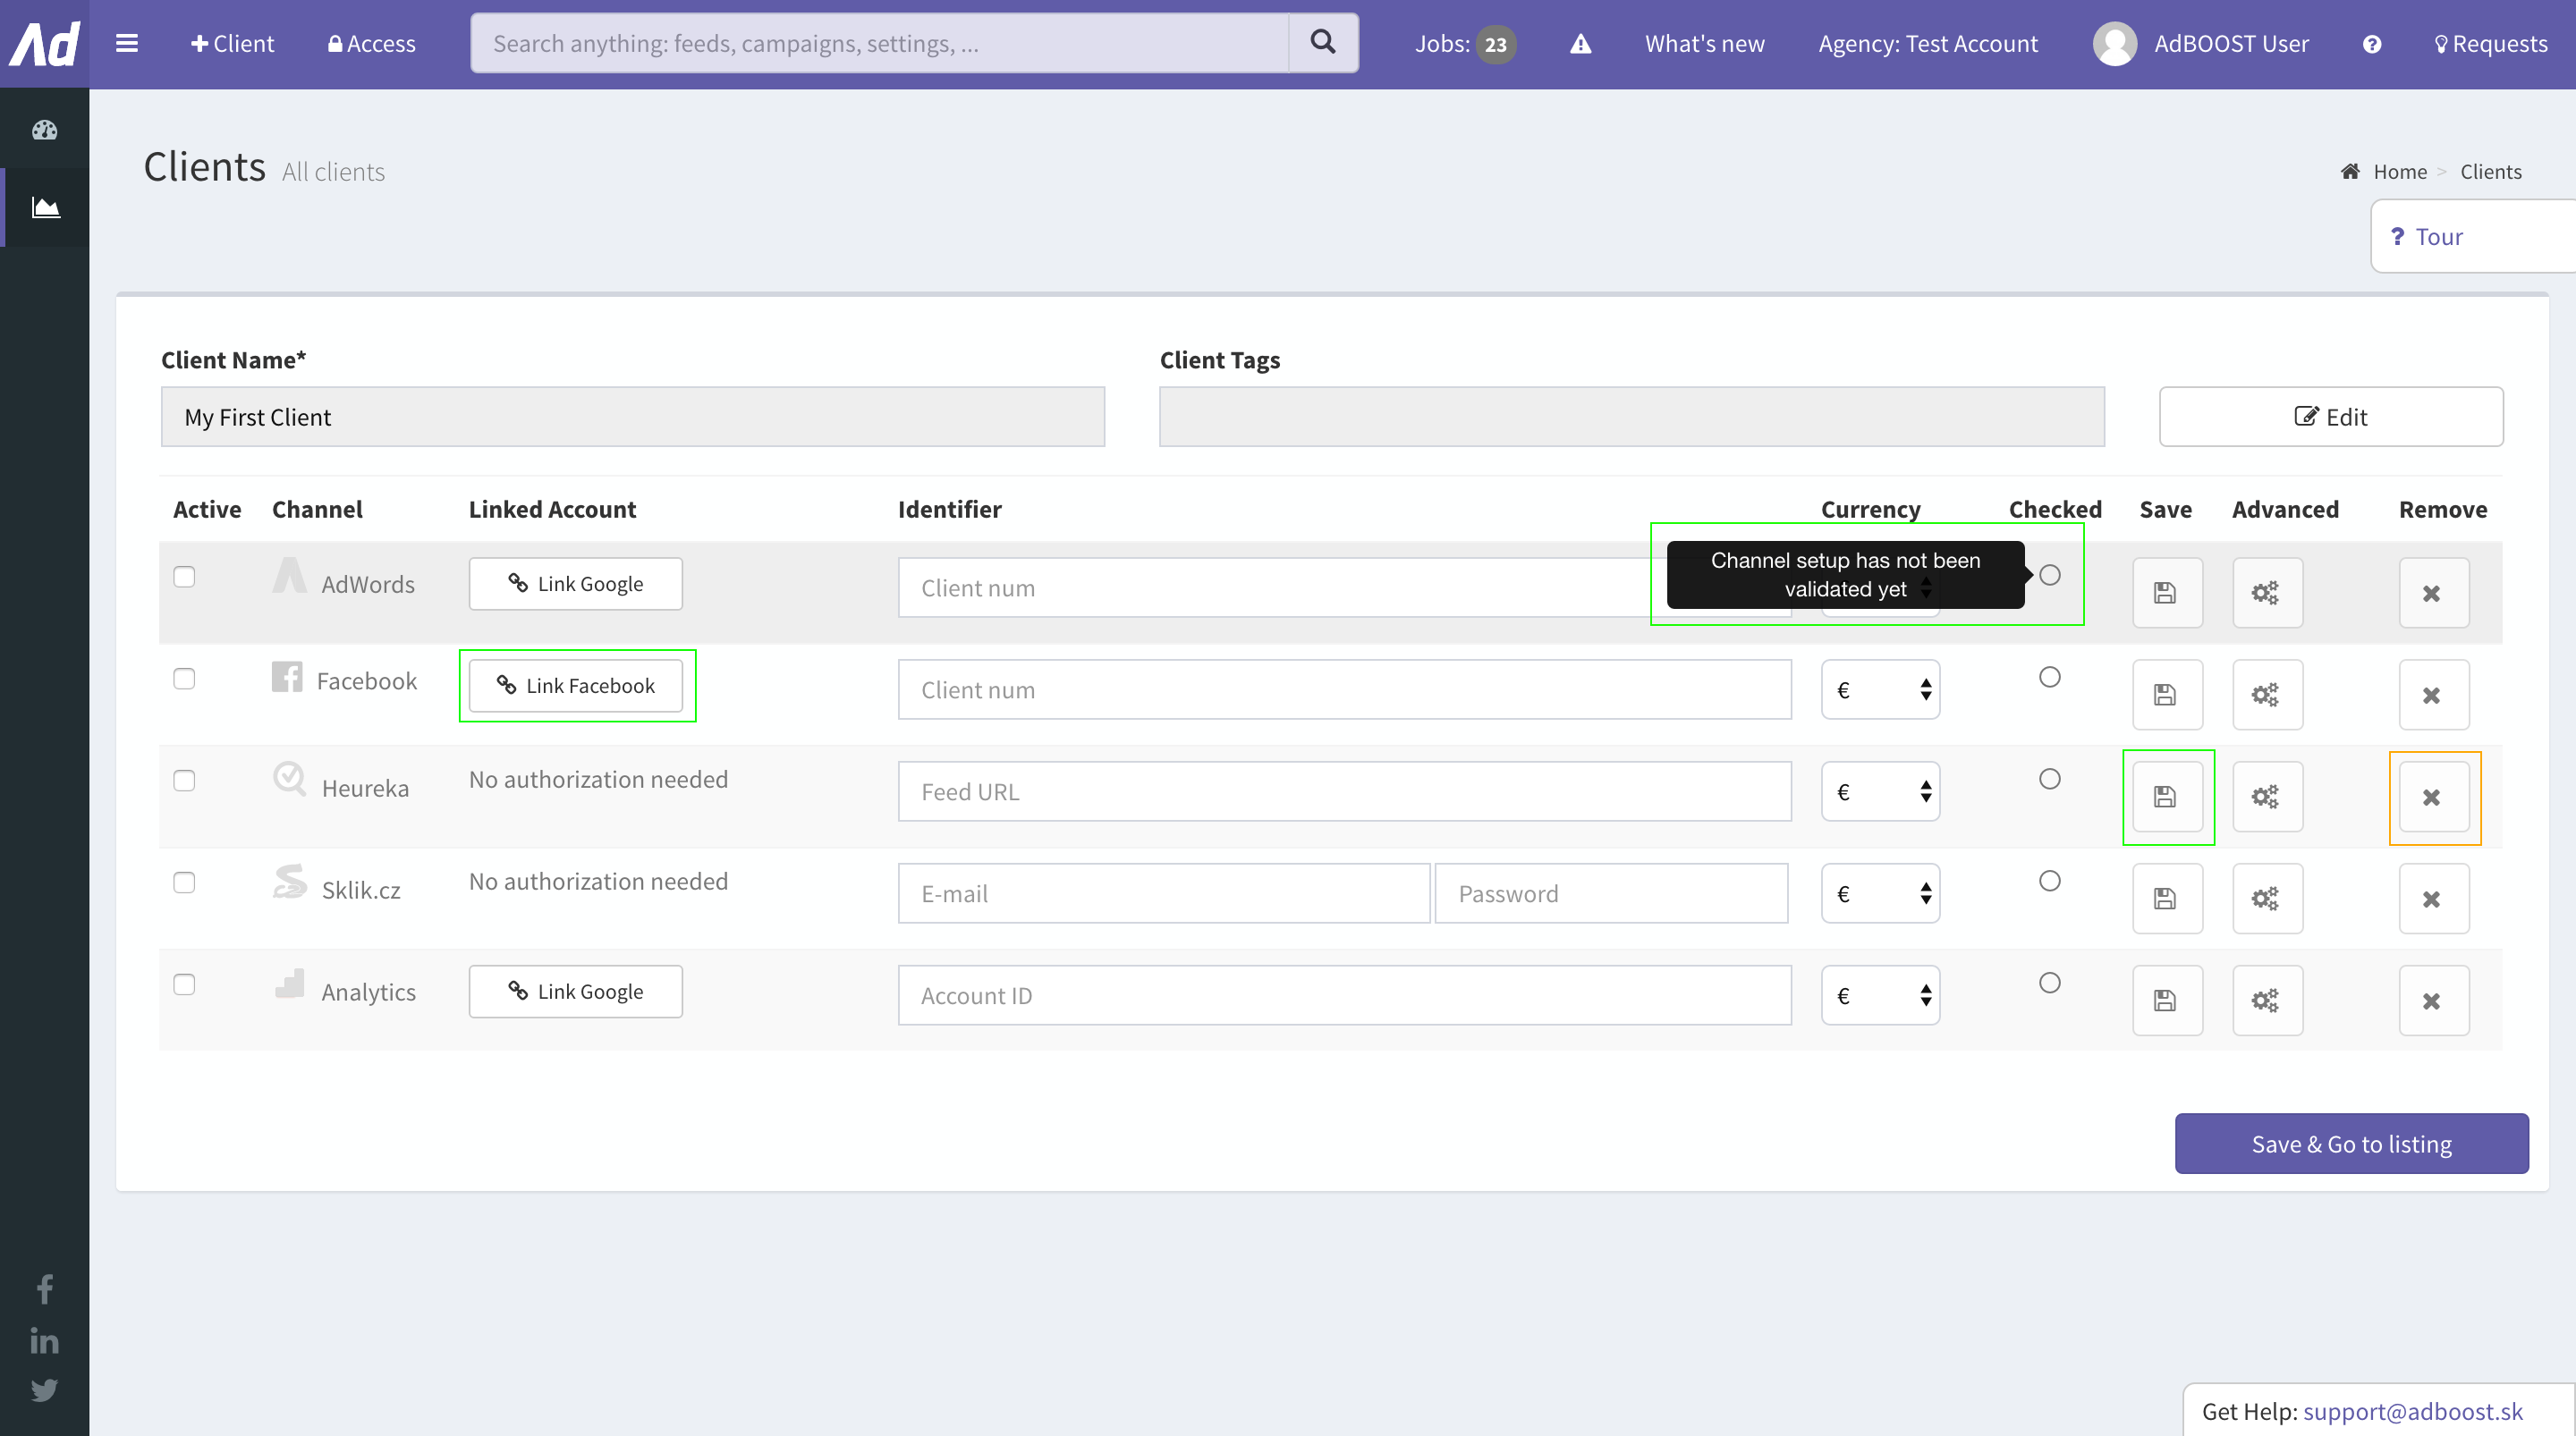 Ad
Client
Access
Search anything: feeds, campaigns, settings, ...
Jobs: 23
What's new
Agency: Test Account
AdBOOST User
Requests
Clients All clients
Home > Clients
? Tour
Client Name*
Client Tags
My First Client
Edit
Active Channel Linked Account Identifier Currency Checked Save Advanced Remove
AdWords Link Google Client num
Channel setup has not been
validated yet
Facebook Link Facebook Client num €
Heureka No authorization needed Feed URL €
Sklik.cz No authorization needed E-mail Password €
Analytics Link Google Account ID €
Save & Go to listing
Get Help: support@adboost.sk